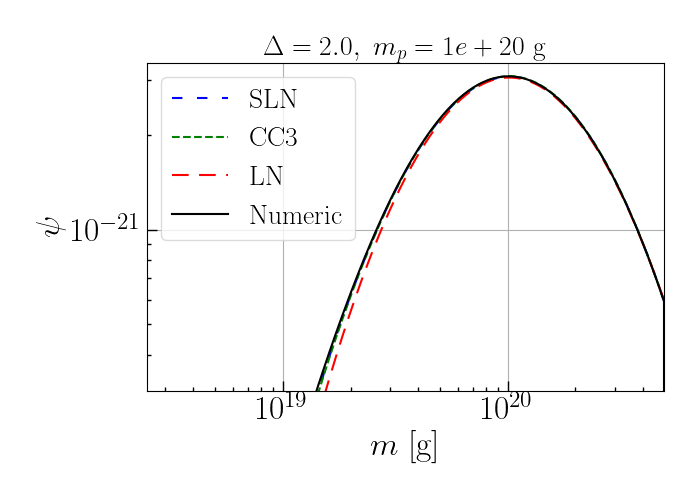 Δ = 2.0, m_p = 1e + 20 g
SLN
CC3
LN
Numeric
ψ
10^{-21}
10^{19}
10^{20}
m [g]